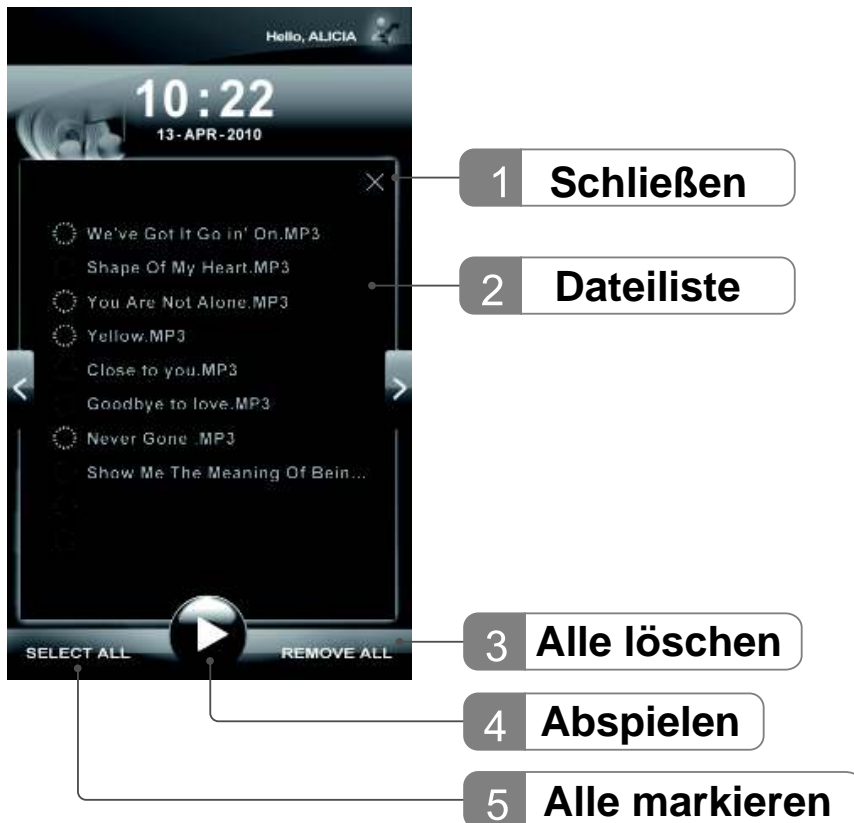 Hello, ALICIA
10:22
13-APR-2010
1 Schließen
We've Got It Go in' On.MP3
Shape Of My Heart.MP3
2 Dateiliste
You Are Not Alone.MP3
Yellow.MP3
Close to you.MP3
Goodbye to love.MP3
Never Gone .MP3
Show Me The Meaning Of Bein...
SELECT ALL
REMOVE ALL
3 Alle löschen
4 Abspielen
5 Alle markieren